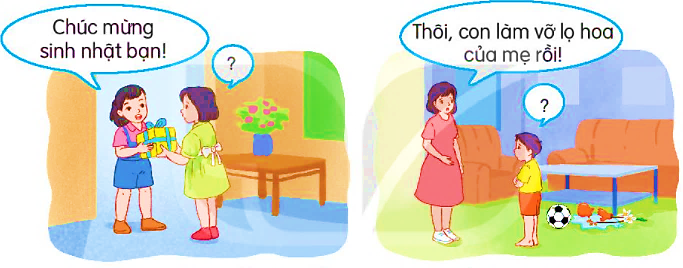 Chúc mừng
sinh nhật bạn!
?
Thôi, con làm vỡ lọ hoa
của mẹ rồi!
?